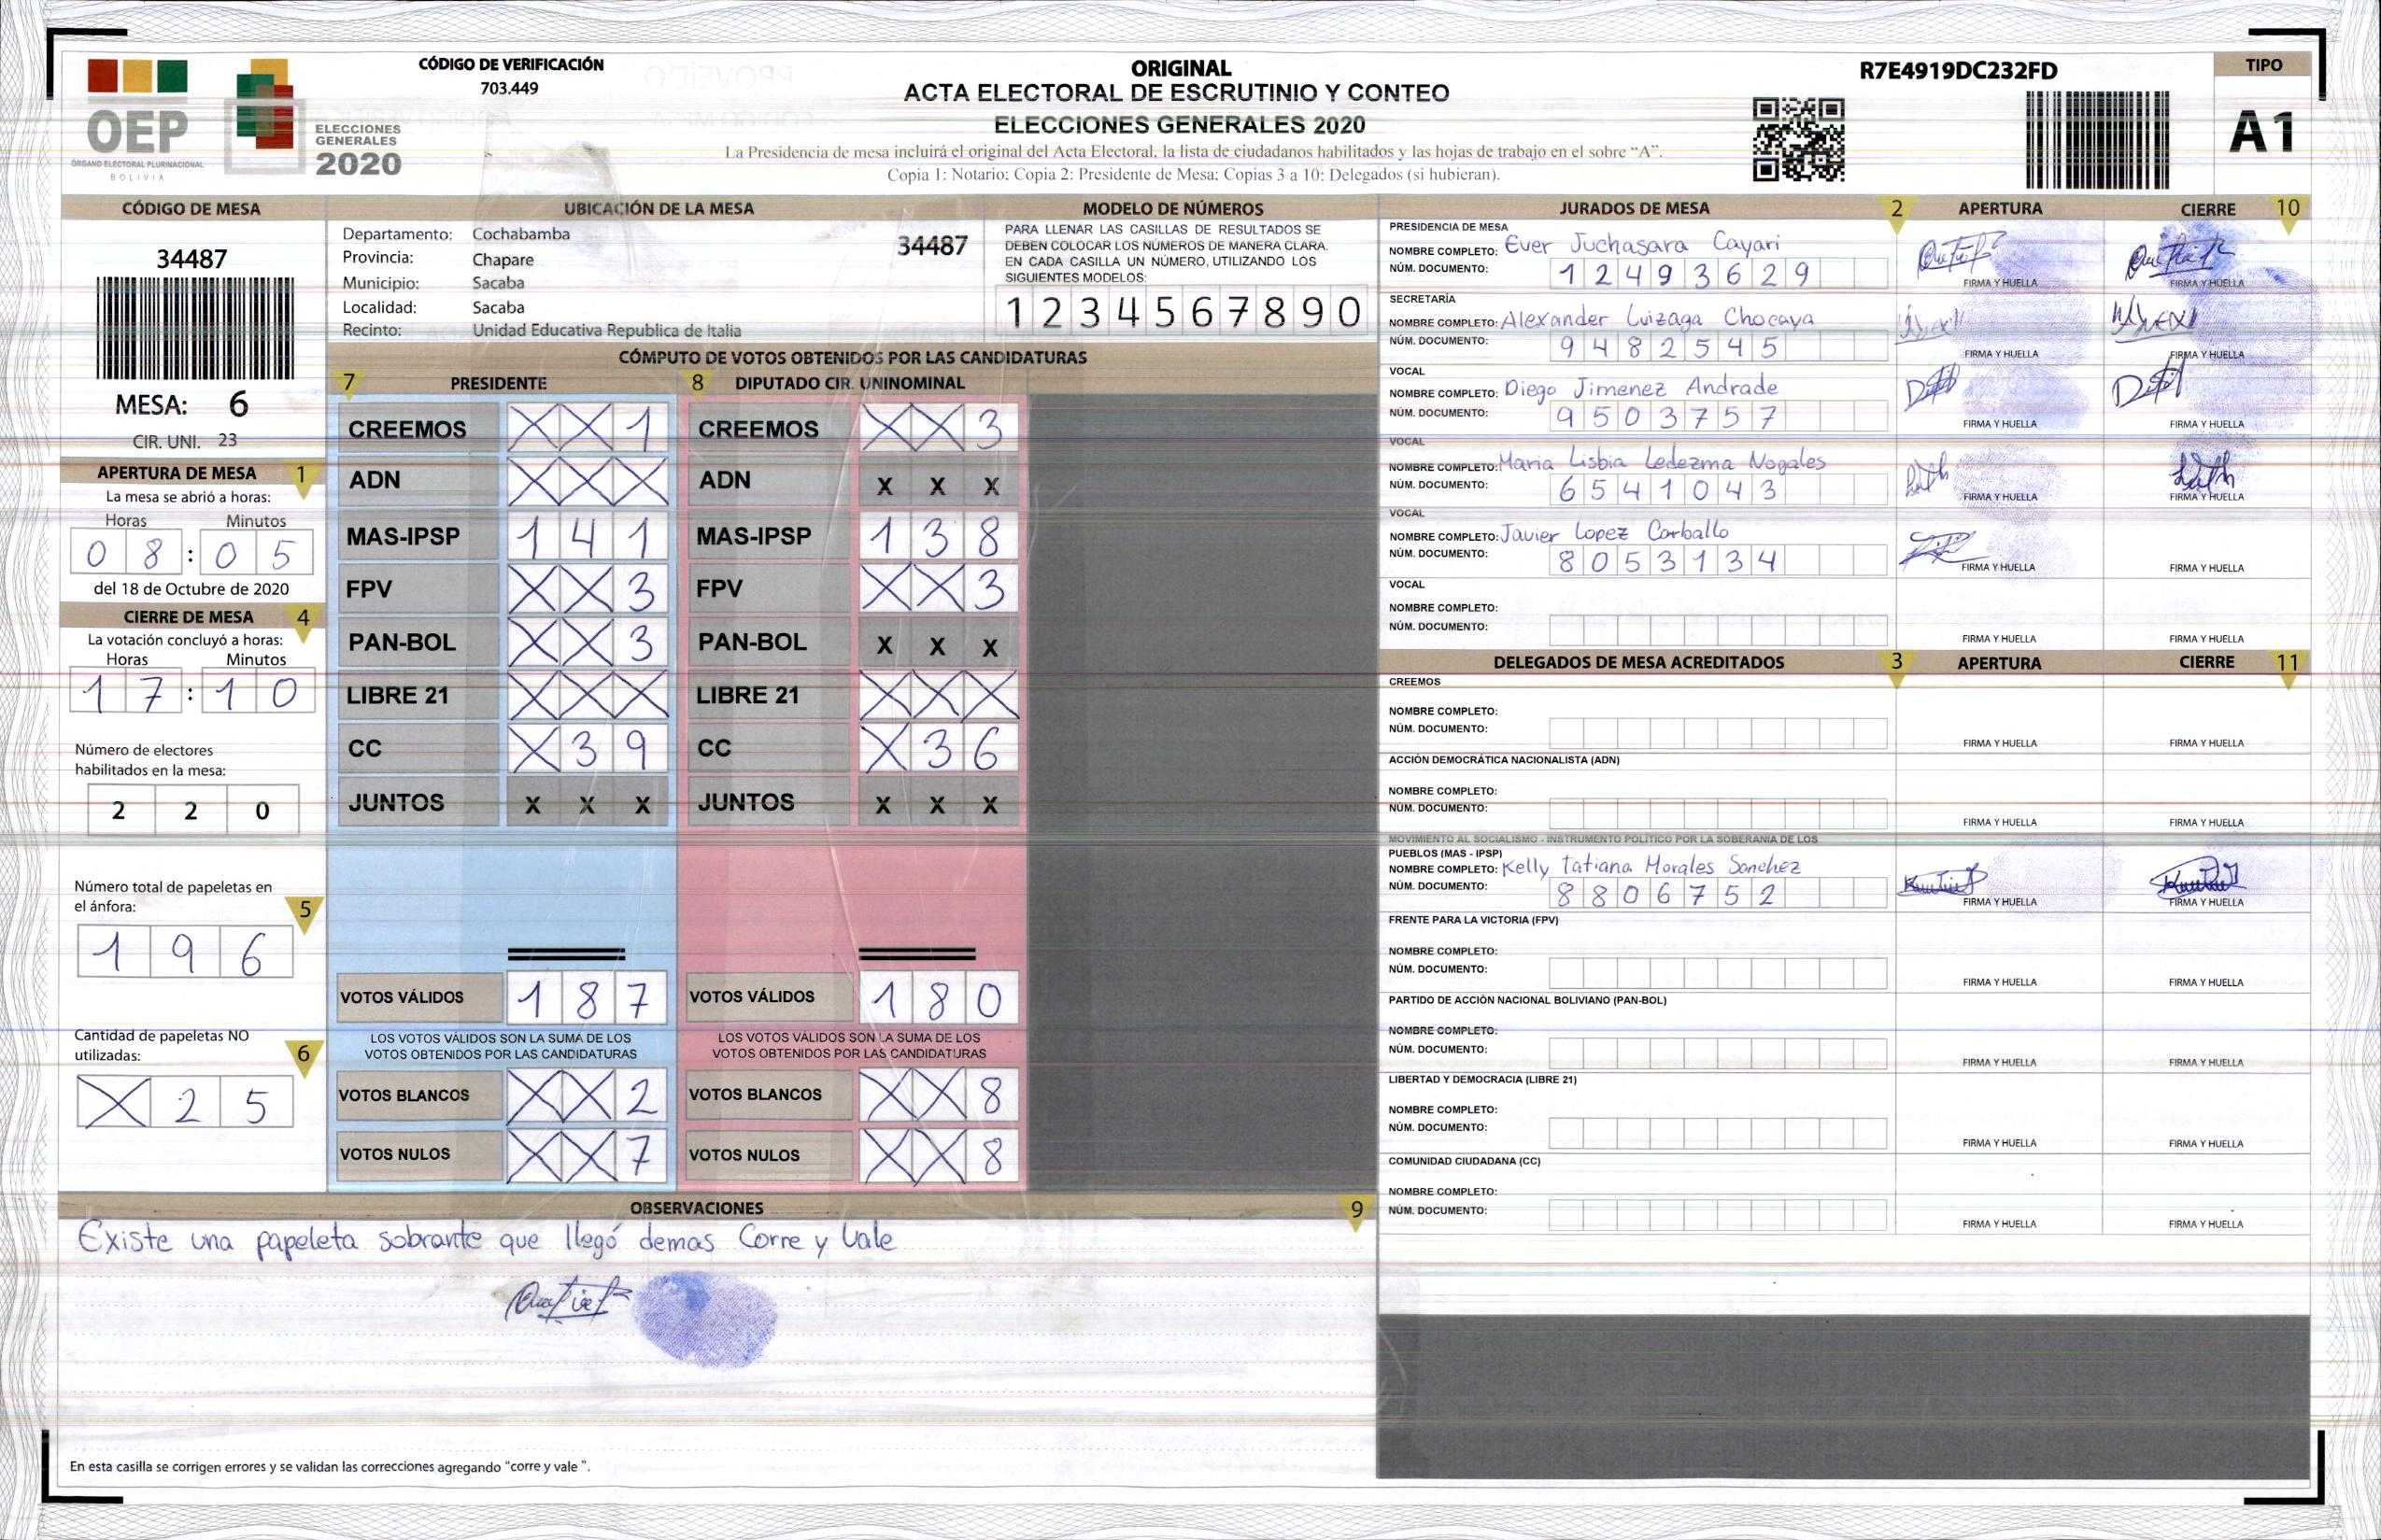 CÓDIGO DE VERIFICACIÓN
703.449
ORIGINAL
ACTA ELECTORAL DE ESCRUTINIO Y CONTEO
ELECCIONES GENERALES 2020
La Presidencia de mesa incluirá el original del Acta Electoral, la lista de ciudadanos habilitados y las hojas de trabajo en el sobre "A".
Copia 1: Notario; Copia 2: Presidente de Mesa; Copias 3 a 10: Delegados (si hubieran).
R7E4919DC232FD
TIPO
A1
OEP
ÓRGANO ELECTORAL PLURINACIONAL
BOLIVIA
ELECCIONES
GENERALES
2020
CÓDIGO DE MESA
34487
MESA: 6
CIR. UNI. 23
APERTURA DE MESA 1
La mesa se abrió a horas:
Horas Minutos
0 8 : 0 5
del 18 de Octubre de 2020
CIERRE DE MESA 4
La votación concluyó a horas:
Horas Minutos
1 7 : 1 0
Número de electores
habilitados en la mesa:
2 2 0
Número total de papeletas en
el ánfora:
5
1 9 6
Cantidad de papeletas NO
utilizadas:
6
X 2 5
UBICACIÓN DE LA MESA
Departamento: Cochabamba
34487
Provincia: Chapare
Municipio: Sacaba
Localidad: Sacaba
Recinto: Unidad Educativa Republica de Italia
MODELO DE NÚMEROS
PARA LLENAR LAS CASILLAS DE RESULTADOS SE
DEBEN COLOCAR LOS NÚMEROS DE MANERA CLARA.
EN CADA CASILLA UN NÚMERO, UTILIZANDO LOS
SIGUIENTES MODELOS:
1 2 3 4 5 6 7 8 9 0
CÓMPUTO DE VOTOS OBTENIDOS POR LAS CANDIDATURAS
7 PRESIDENTE 8 DIPUTADO CIR. UNINOMINAL
CREEMOS X X 1 CREEMOS X X 3
ADN X X X ADN X X X
MAS-IPSP 1 4 1 MAS-IPSP 1 3 8
FPV X X 3 FPV X X 3
PAN-BOL X X 3 PAN-BOL X X X
LIBRE 21 X X X LIBRE 21 X X X
CC X 3 9 CC X 3 6
JUNTOS X X X JUNTOS X X X
VOTOS VÁLIDOS 1 8 7 VOTOS VÁLIDOS 1 8 0
LOS VOTOS VÁLIDOS SON LA SUMA DE LOS LOS VOTOS VÁLIDOS SON LA SUMA DE LOS
VOTOS OBTENIDOS POR LAS CANDIDATURAS VOTOS OBTENIDOS POR LAS CANDIDATURAS
VOTOS BLANCOS X X 2 VOTOS BLANCOS X X 8
VOTOS NULOS X X 7 VOTOS NULOS X X 8
OBSERVACIONES 9
Existe una papeleta sobrante que llegó demas Corre y Vale
En esta casilla se corrigen errores y se validan las correcciones agregando "corre y vale ".
JURADOS DE MESA 2 APERTURA CIERRE 10
PRESIDENCIA DE MESA
NOMBRE COMPLETO: Ever Juchasara Cayari
NÚM. DOCUMENTO: 1 2 4 9 3 6 2 9
FIRMA Y HUELLA FIRMA Y HUELLA
SECRETARÍA
NOMBRE COMPLETO: Alexander Luizaga Chocaya
NÚM. DOCUMENTO: 9 4 8 2 5 4 5
FIRMA Y HUELLA FIRMA Y HUELLA
VOCAL
NOMBRE COMPLETO: Diego Jimenez Andrade
NÚM. DOCUMENTO: 9 5 0 3 7 5 7
FIRMA Y HUELLA FIRMA Y HUELLA
VOCAL
NOMBRE COMPLETO: Maria Lisbia Ledezma Nogales
NÚM. DOCUMENTO: 6 5 4 1 0 4 3
FIRMA Y HUELLA FIRMA Y HUELLA
VOCAL
NOMBRE COMPLETO: Javier Lopez Carballo
NÚM. DOCUMENTO: 8 0 5 3 1 3 4
FIRMA Y HUELLA FIRMA Y HUELLA
VOCAL
NOMBRE COMPLETO:
NÚM. DOCUMENTO:
FIRMA Y HUELLA FIRMA Y HUELLA
DELEGADOS DE MESA ACREDITADOS 3 APERTURA CIERRE 11
CREEMOS
NOMBRE COMPLETO:
NÚM. DOCUMENTO:
FIRMA Y HUELLA FIRMA Y HUELLA
ACCIÓN DEMOCRÁTICA NACIONALISTA (ADN)
NOMBRE COMPLETO:
NÚM. DOCUMENTO:
FIRMA Y HUELLA FIRMA Y HUELLA
MOVIMIENTO AL SOCIALISMO - INSTRUMENTO POLÍTICO POR LA SOBERANIA DE LOS
PUEBLOS (MAS - IPSP)
NOMBRE COMPLETO: Kelly Tatiana Morales Sanchez
NÚM. DOCUMENTO: 8 8 0 6 7 5 2
FIRMA Y HUELLA FIRMA Y HUELLA
FRENTE PARA LA VICTORIA (FPV)
NOMBRE COMPLETO:
NÚM. DOCUMENTO:
FIRMA Y HUELLA FIRMA Y HUELLA
PARTIDO DE ACCIÓN NACIONAL BOLIVIANO (PAN-BOL)
NOMBRE COMPLETO:
NÚM. DOCUMENTO:
FIRMA Y HUELLA FIRMA Y HUELLA
LIBERTAD Y DEMOCRACIA (LIBRE 21)
NOMBRE COMPLETO:
NÚM. DOCUMENTO:
FIRMA Y HUELLA FIRMA Y HUELLA
COMUNIDAD CIUDADANA (CC)
NOMBRE COMPLETO:
NÚM. DOCUMENTO:
FIRMA Y HUELLA FIRMA Y HUELLA